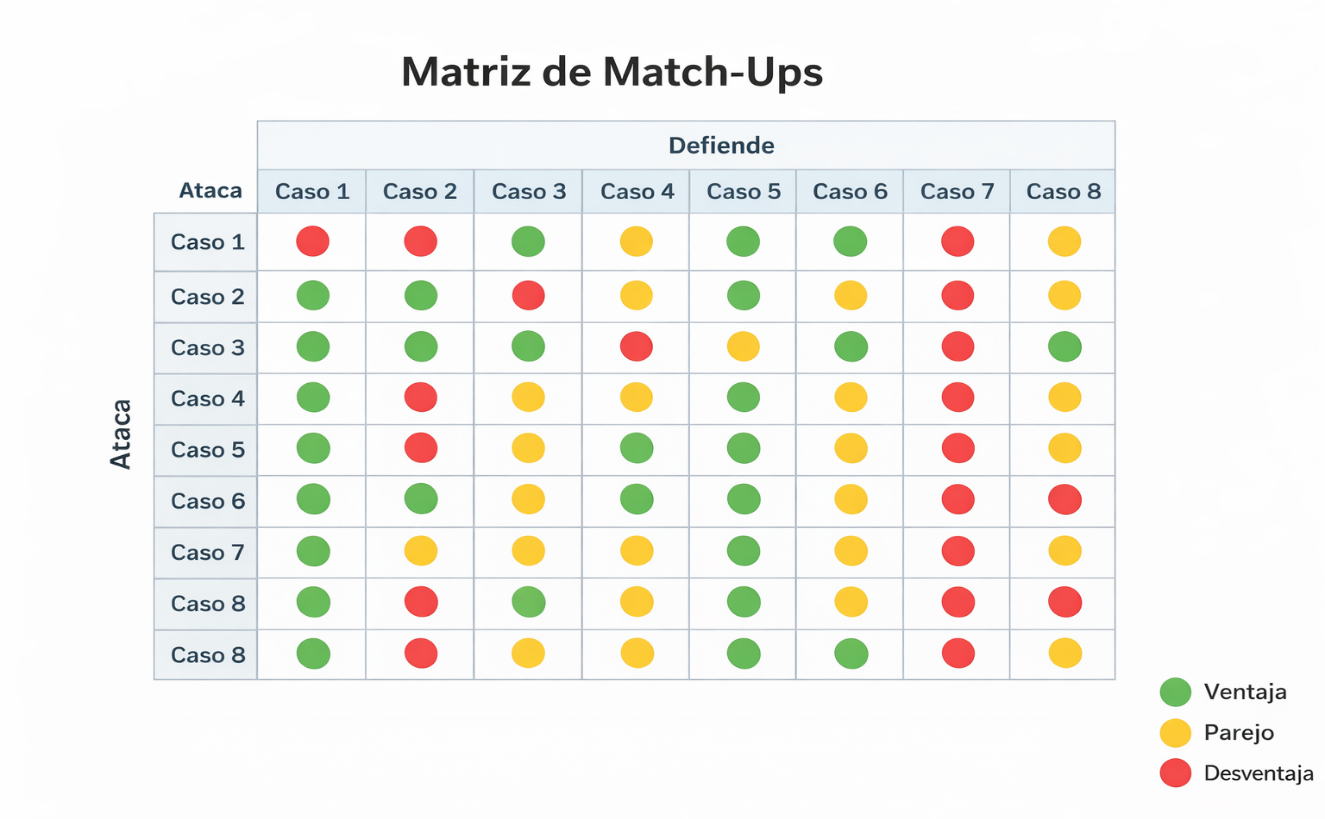 Matriz de Match-Ups
Defiende
Ataca Caso 1 Caso 2 Caso 3 Caso 4 Caso 5 Caso 6 Caso 7 Caso 8
Ataca
Caso 1
Caso 2
Caso 3
Caso 4
Caso 5
Caso 6
Caso 7
Caso 8
Caso 8
Ventaja
Parejo
Desventaja